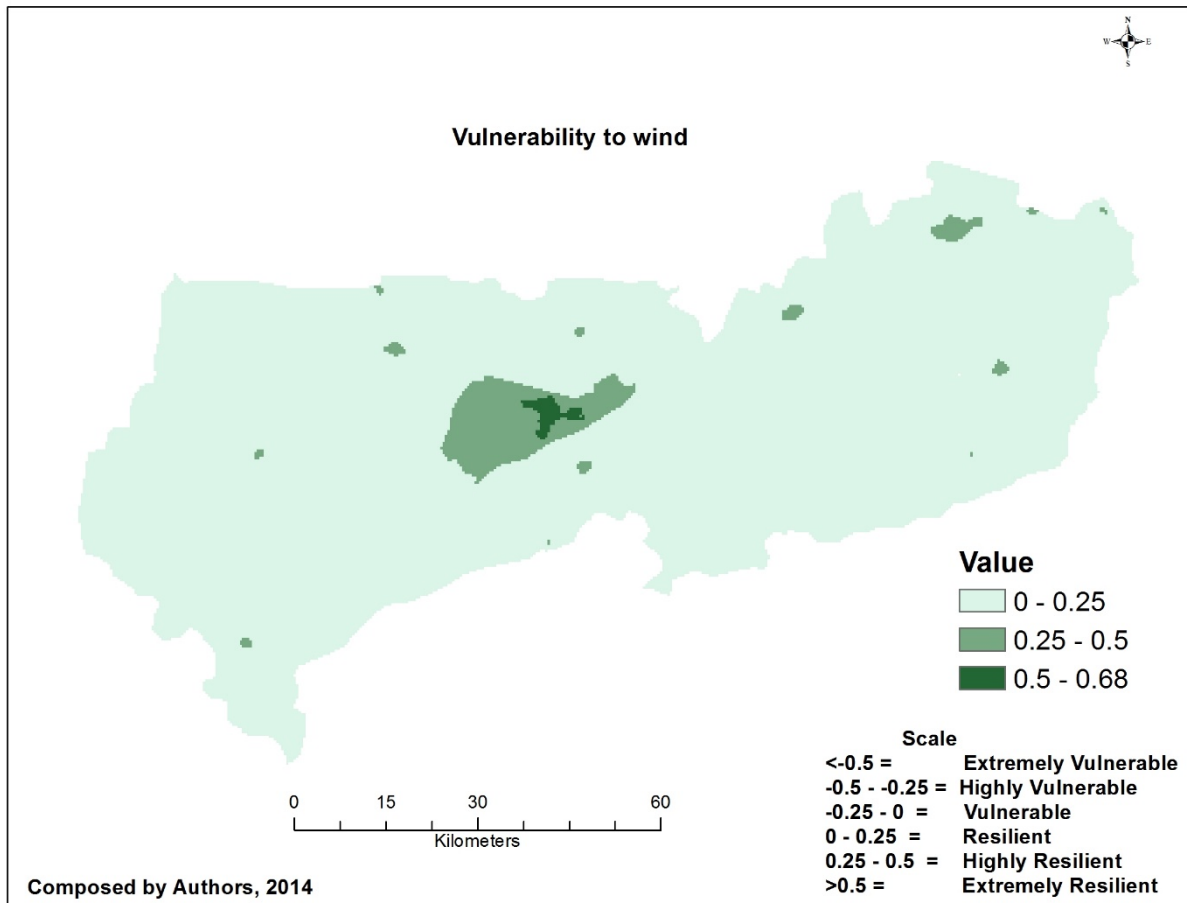 N
W E
S
Vulnerability to wind
Value
0 - 0.25
0.25 - 0.5
0.5 - 0.68
Scale
<-0.5 = Extremely Vulnerable
-0.5 - -0.25 = Highly Vulnerable
-0.25 - 0 = Vulnerable
0 - 0.25 = Resilient
0.25 - 0.5 = Highly Resilient
>0.5 = Extremely Resilient
0 15 30 60
Kilometers
Composed by Authors, 2014